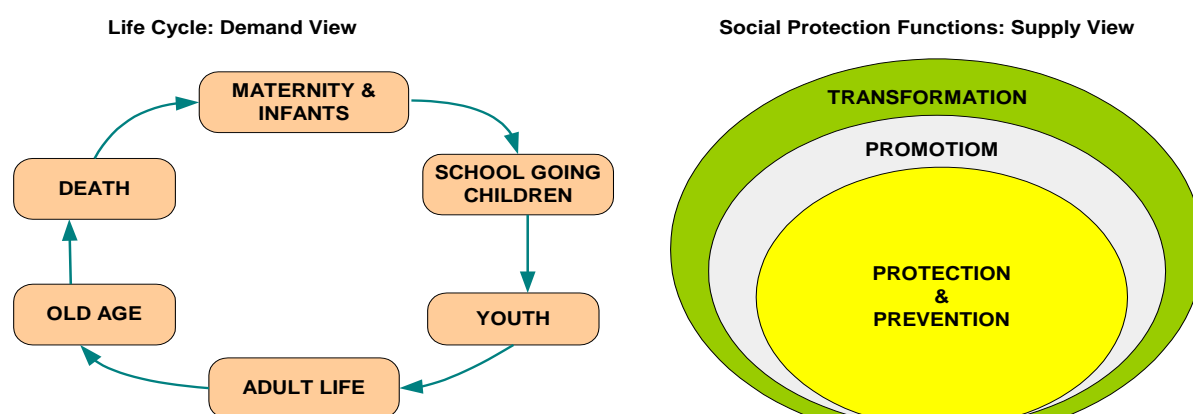 Life Cycle: Demand View
MATERNITY &
INFANTS
SCHOOL GOING
CHILDREN
YOUTH
ADULT LIFE
OLD AGE
DEATH
Social Protection Functions: Supply View
TRANSFORMATION
PROMOTIOM
PROTECTION
&
PREVENTION